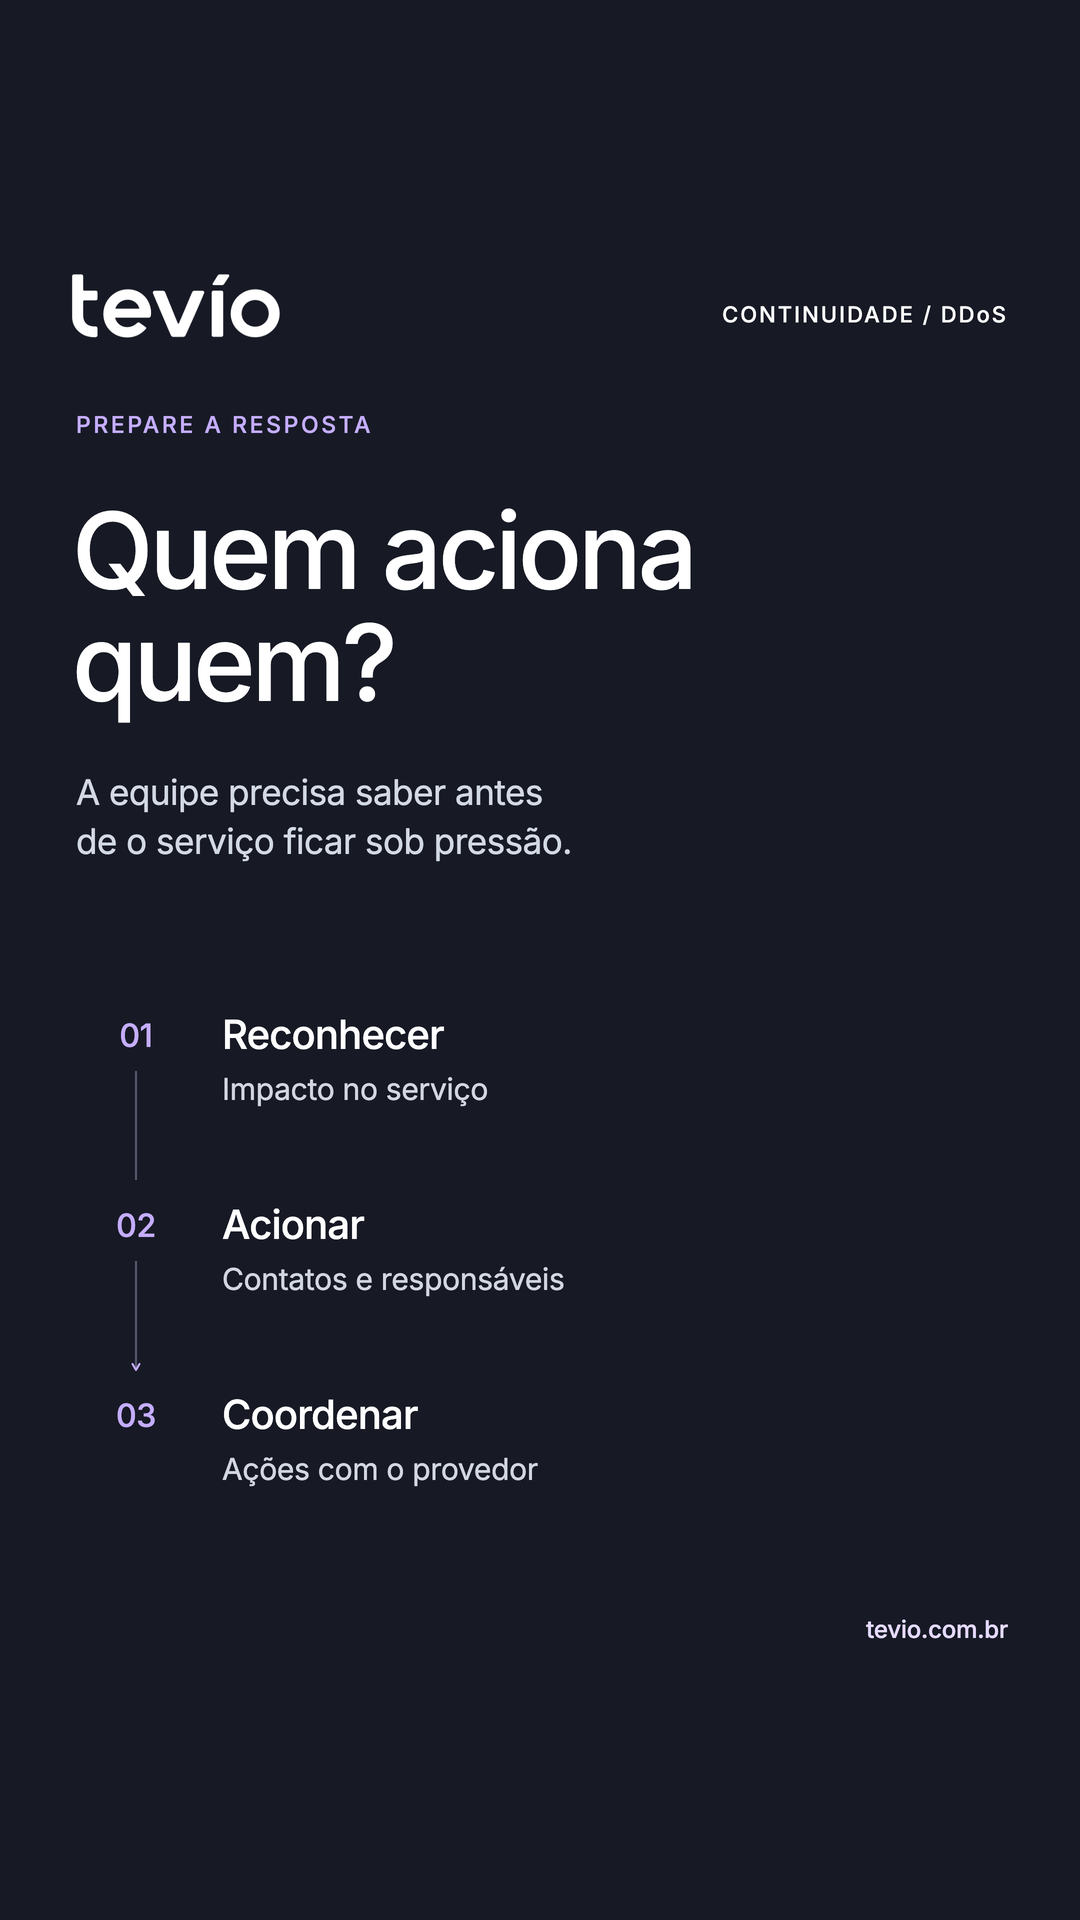 tevío
CONTINUIDADE / DDoS
PREPARE A RESPOSTA
Quem aciona
quem?
A equipe precisa saber antes
de o serviço ficar sob pressão.
01
Reconhecer
Impacto no serviço
02
Acionar
Contatos e responsáveis
03
Coordenar
Ações com o provedor
tevio.com.br